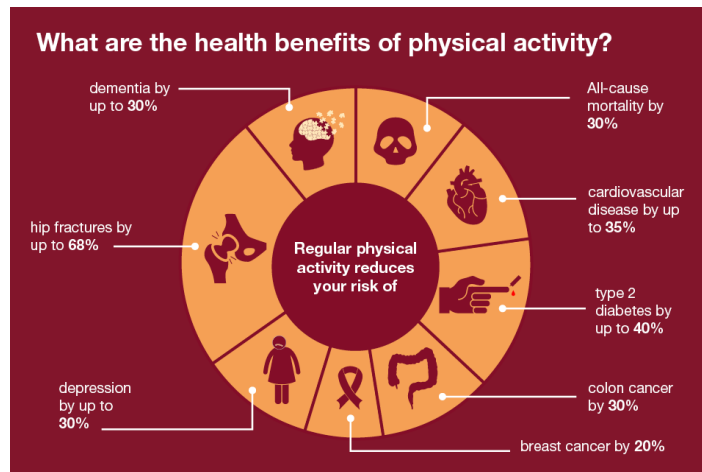 What are the health benefits of physical activity?
dementia by
up to 30%
All-cause
mortality by
30%
cardiovascular
disease by up
to 35%
hip fractures by
up to 68%
Regular physical
activity reduces
your risk of
type 2
diabetes by
up to 40%
depression
by up to
30%
colon cancer
by 30%
breast cancer by 20%